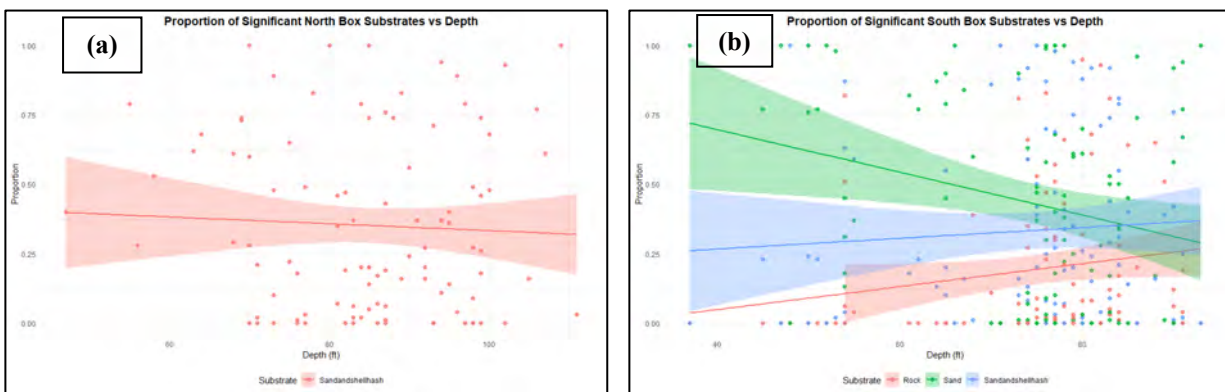 Proportion of Significant North Box Substrates vs Depth
(a)
1.00
0.75
0.50
0.25
0.00
Proportion
60
80
100
Depth (ft)
Substrate Sandandshellhash
Proportion of Significant South Box Substrates vs Depth
(b)
1.00
0.75
0.50
0.25
0.00
Proportion
40
60
80
Depth (ft)
Substrate Rock Sand Sandandshellhash